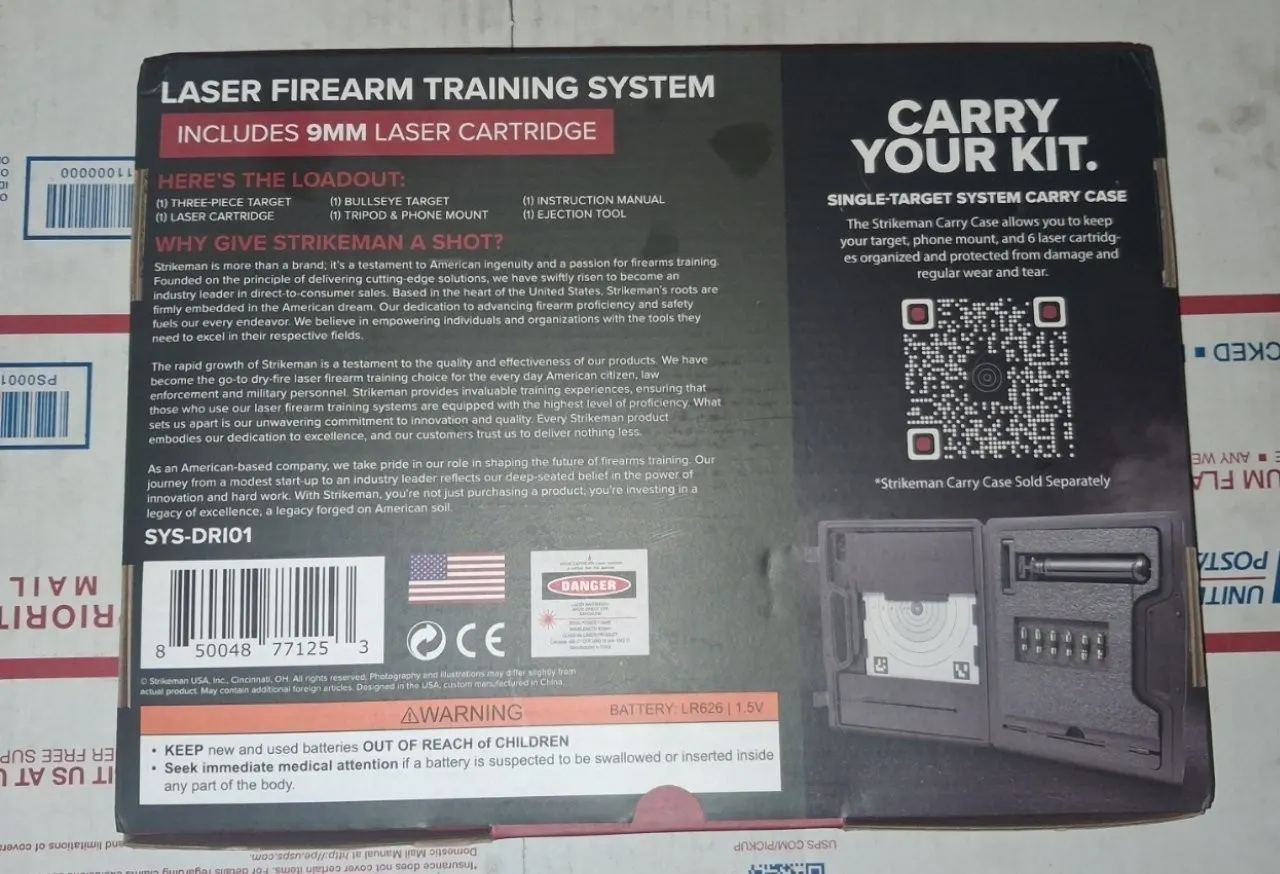 LASER FIREARM TRAINING SYSTEM
INCLUDES 9MM LASER CARTRIDGE
HERE'S THE LOADOUT:
(1) THREE-PIECE TARGET
(1) LASER CARTRIDGE
(1) BULLSEYE TARGET
(1) TRIPOD & PHONE MOUNT
(1) INSTRUCTION MANUAL
(1) EJECTION TOOL
WHY GIVE STRIKEMAN A SHOT?
Strikeman is more than a brand; it's a testament to American ingenuity and a passion for firearms training.
Founded on the principle of delivering cutting-edge solutions, we have swiftly risen to become an
industry leader in direct-to-consumer sales. Based in the heart of the United States, Strikeman's roots are
firmly embedded in the American dream. Our dedication to advancing firearm proficiency and safety
fuels our every endeavor. We believe in empowering individuals and organizations with the tools they
need to excel in their respective fields.
The rapid growth of Strikeman is a testament to the quality and effectiveness of our products. We have
become the go-to dry-fire laser firearm training choice for the every day American citizen, law
enforcement and military personnel. Strikeman provides invaluable training experiences, ensuring that
those who use our laser firearm training systems are equipped with the highest level of proficiency. What
sets us apart is our unwavering commitment to innovation and quality. Every Strikeman product
embodies our dedication to excellence, and our customers trust us to deliver nothing less.
As an American-based company, we take pride in our role in shaping the future of firearms training. Our
journey from a modest start-up to an industry leader reflects our deep-seated belief in the power of
innovation and hard work. With Strikeman, you're not just purchasing a product; you're investing in a
legacy of excellence, a legacy forged on American soil.
SYS-DRI01
8 50048 77125 3
DANGER
CE
© Strikeman USA, Inc., Cincinnati, OH. All rights reserved. Photography and illustrations may differ slightly from
actual product. May contain additional foreign articles. Designed in the USA, custom manufactured in China.
WARNING
BATTERY: LR626 | 1.5V
• KEEP new and used batteries OUT OF REACH of CHILDREN
• Seek immediate medical attention if a battery is suspected to be swallowed or inserted inside
any part of the body.
CARRY
YOUR KIT.
SINGLE-TARGET SYSTEM CARRY CASE
The Strikeman Carry Case allows you to keep
your target, phone mount, and 6 laser cartridg-
es organized and protected from damage and
regular wear and tear.
*Strikeman Carry Case Sold Separately
MAIL
COM/PICKUP
Domestic Mail Manual at http://pe.usps.com.